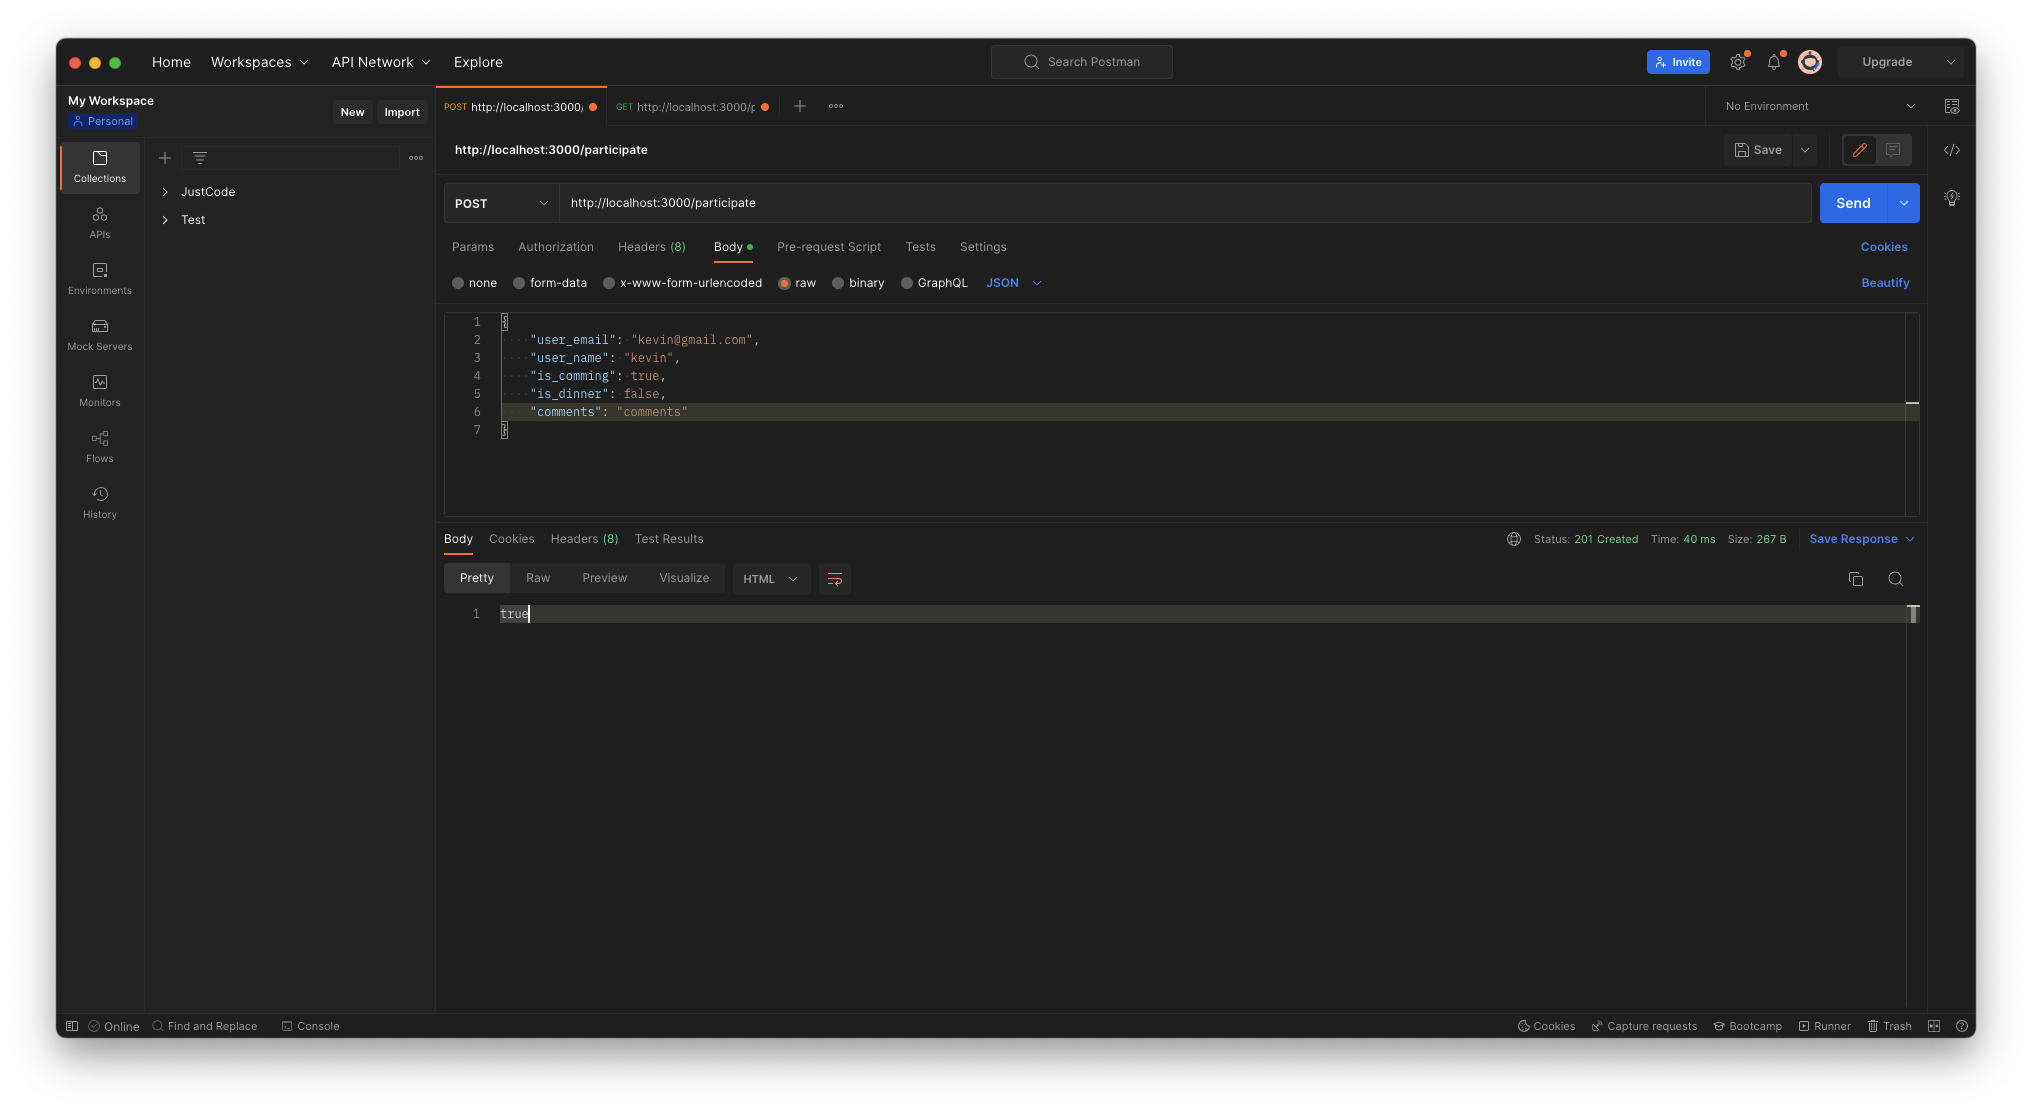 Home Workspaces API Network Explore Search Postman Invite Upgrade
My Workspace
Personal
New Import
POST http://localhost:3000/ GET http://localhost:3000/p No Environment
Collections
APIs
Environments
Mock Servers
Monitors
Flows
History
JustCode
Test
http://localhost:3000/participate Save
POST http://localhost:3000/participate Send
Params Authorization Headers (8) Body Pre-request Script Tests Settings Cookies
none form-data x-www-form-urlencoded raw binary GraphQL JSON Beautify
1 {
2 "user_email": "kevin@gmail.com",
3 "user_name": "kevin",
4 "is_comming": true,
5 "is_dinner": false,
6 "comments": "comments"
7 }
Body Cookies Headers (8) Test Results Status: 201 Created Time: 40 ms Size: 267 B Save Response
Pretty Raw Preview Visualize HTML
1 true
Online Find and Replace Console Cookies Capture requests Bootcamp Runner Trash